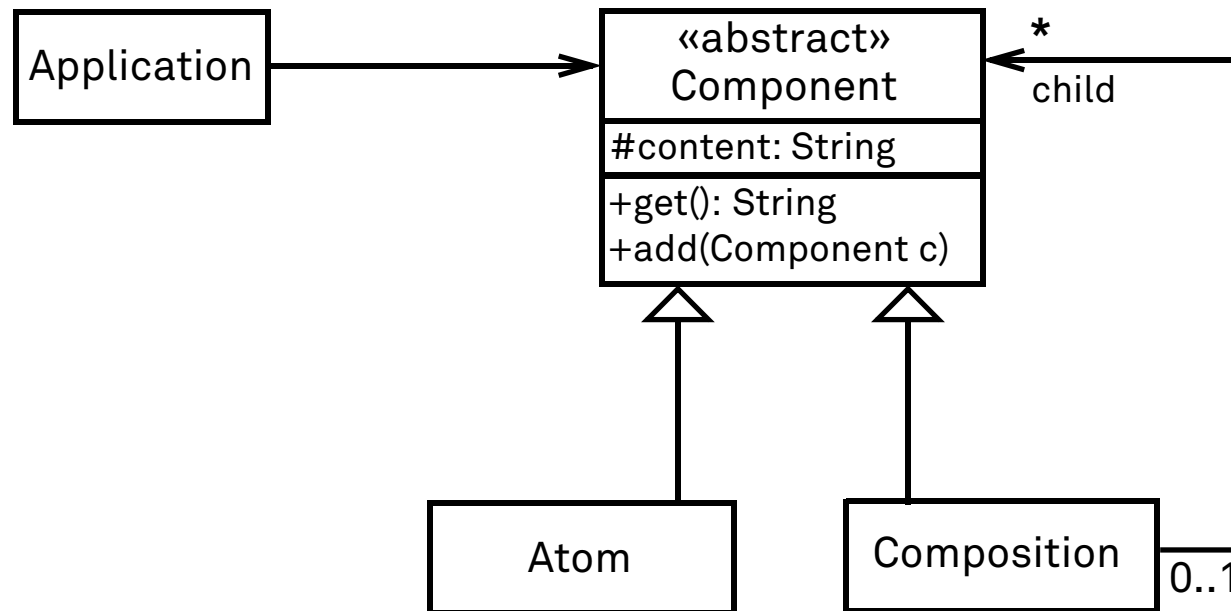 Application
«abstract»
Component
#content: String
+get(): String
+add(Component c)
*
child
Atom
Composition
0..1